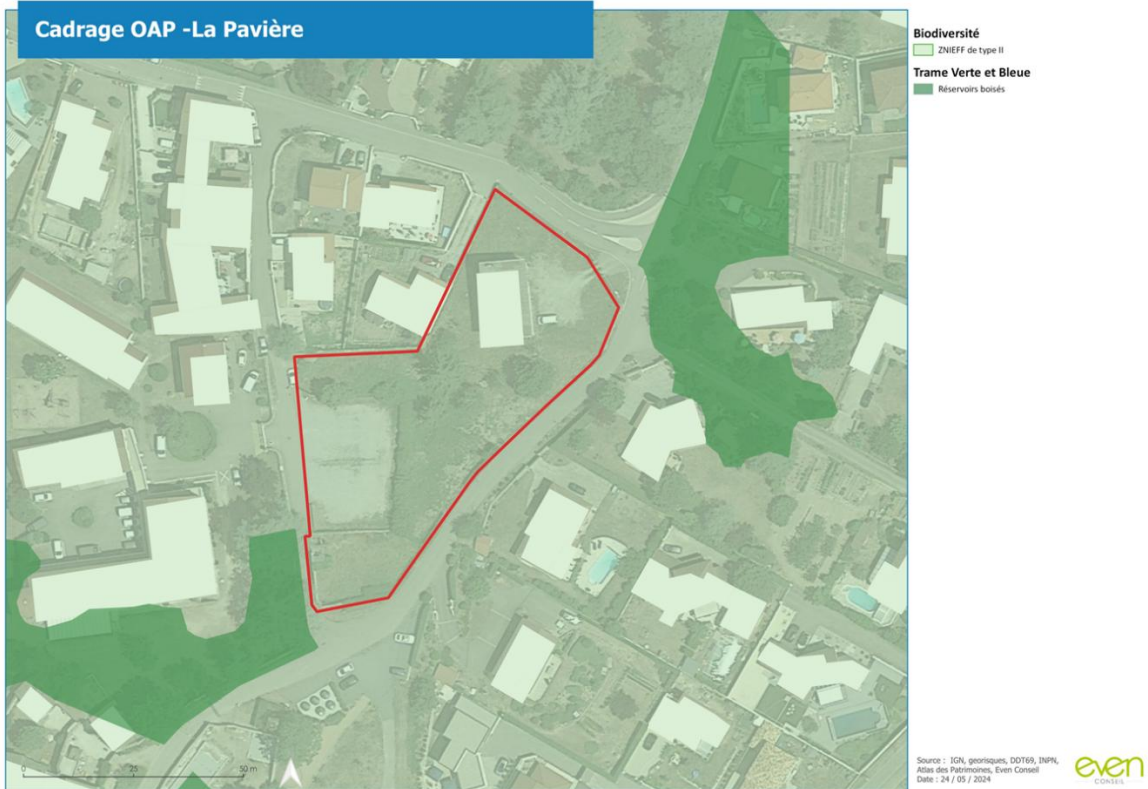 Cadrage OAP -La Pavière
Biodiversité
ZNIEFF de type II
Trame Verte et Bleue
Réservoirs boisés
0 25 50 m
Source : IGN, georisques, DDT69, INPN,
Atlas des Patrimoines, Even Conseil
Date : 24 / 05 / 2024
even
CONSEIL